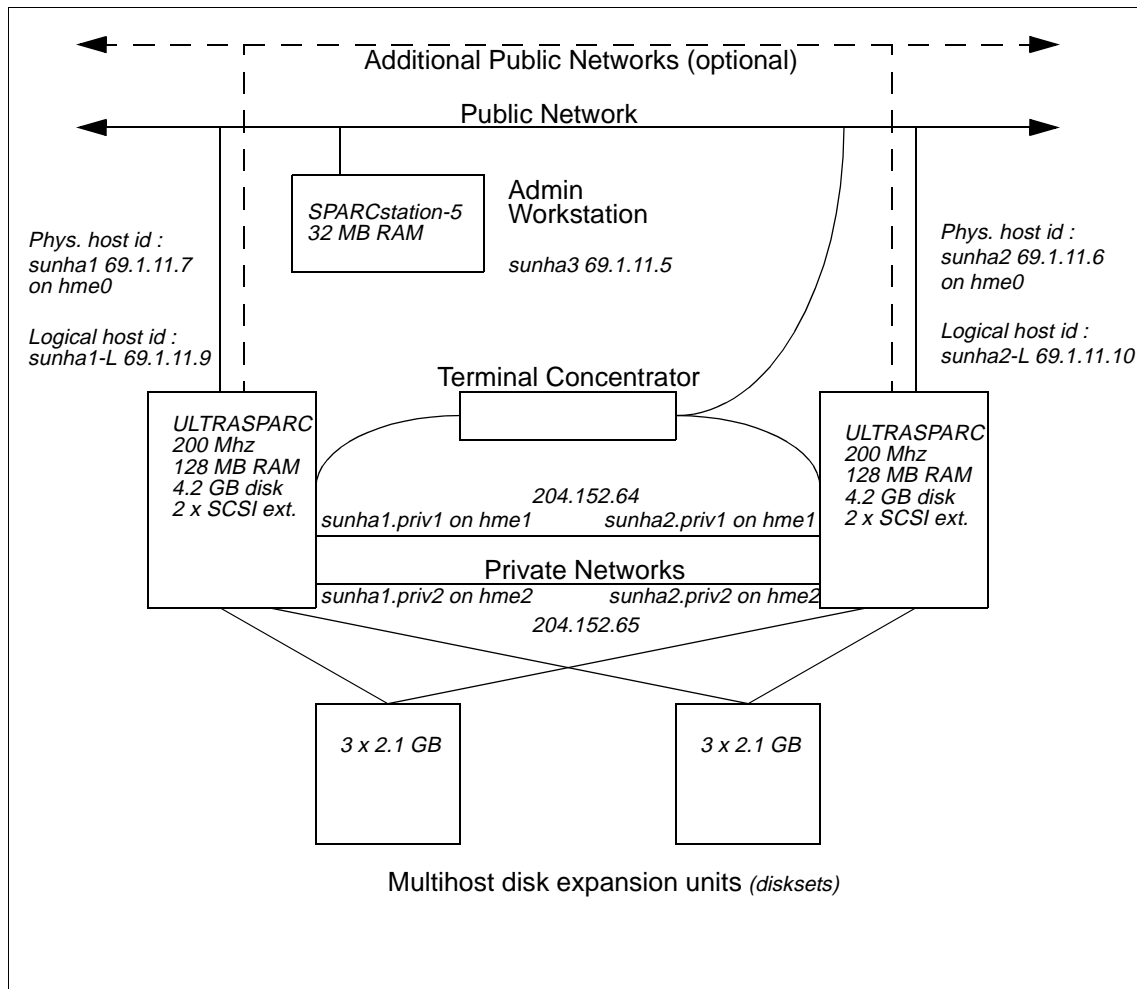 Additional Public Networks (optional)
Public Network
SPARCstation-5
32 MB RAM
Admin
Workstation
sunha3 69.1.11.5
Phys. host id :
sunha1 69.1.11.7
on hme0
Logical host id :
sunha1-L 69.1.11.9
Phys. host id :
sunha2 69.1.11.6
on hme0
Logical host id :
sunha2-L 69.1.11.10
Terminal Concentrator
ULTRASPARC
200 Mhz
128 MB RAM
4.2 GB disk
2 x SCSI ext.
ULTRASPARC
200 Mhz
128 MB RAM
4.2 GB disk
2 x SCSI ext.
204.152.64
sunha1.priv1 on hme1
sunha2.priv1 on hme1
Private Networks
sunha1.priv2 on hme2
sunha2.priv2 on hme2
204.152.65
3 x 2.1 GB
3 x 2.1 GB
Multihost disk expansion units (disksets)